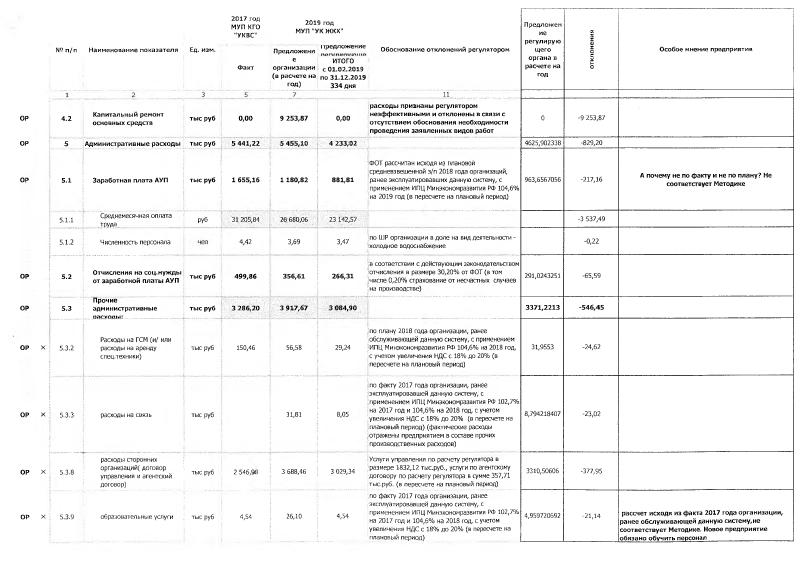 2017 год
МУП КГО
"УКВС"
2019 год
МУП "УК ЖКХ"
№ п/п
Наименование показателя
Ед. изм.
Факт
Предложени
е
организации
(в расчете на
год)
Предложение
ИТОГО
с 01.02.2019
по 31.12.2019
334 дня
Обоснование отклонений регулятором
Предложен
ие
регулирую
щего
органа в
расчете на
год
отклонения
Особое мнение предприятия
1 2 3 5 7 11
ОР 4.2
Капитальный ремонт
основных средств
тыс руб 0,00 9 253,87 0,00
расходы признаны регулятором
неэффективными и отклонены в связи с
отсутствием обоснования необходимости
проведения заявленных видов работ
0 -9 253,87
ОР 5 Административные расходы тыс руб 5 441,22 5 455,10 4 233,02 4625,902338 -829,20
ОР 5.1 Заработная плата АУП тыс руб 1 655,16 1 180,82 881,81
ФОТ рассчитан исходя из плановой
средневзвешенной з/п 2018 года организаций,
ранее эксплуатировавших данную систему, с
применением ИПЦ Минэкономразвития РФ 104,6%
на 2019 год (в пересчете на плановый период)
963,6567056 -217,16
А почему не по факту и не по плану? Не
соответствует Методике
5.1.1
Среднемесячная оплата
труда
руб 31 205,84 26 680,06 23 142,57 -3 537,49
5.1.2 Численность персонала чел 4,42 3,69 3,47
по ШР организации в доле на вид деятельности -
холодное водоснабжение
-0,22
ОР 5.2
Отчисления на соц.нужды
от заработной платы АУП
тыс руб 499,86 356,61 266,31
в соответствии с действующим законодательством
отчисления в размере 30,20% от ФОТ (в том
числе 0,20% страхование от несчастных случаев
на производстве)
291,0243251 -65,59
ОР 5.3
Прочие
административные
расходы:
тыс руб 3 286,20 3 917,67 3 084,90 3371,2213 -546,45
ОР × 5.3.2
Расходы на ГСМ (и/ или
расходы на аренду
спец.техники)
тыс руб 150,46 56,58 29,24
по плану 2018 года организации, ранее
обслуживающей данную систему, с применением
ИПЦ Минэкономразвития РФ 104,6% на 2018 год,
с учетом увеличения НДС с 18% до 20% (в
пересчете на плановый период)
31,9553 -24,62
ОР × 5.3.3 расходы на связь тыс руб 31,81 8,05
по факту 2017 года организации, ранее
эксплуатировавшей данную систему, с
применением ИПЦ Минэкономразвития РФ 102,7%
на 2017 год и 104,6% на 2018 год, с учетом
увеличения НДС с 18% до 20% (в пересчете на
плановый период) (фактические расходы
отражены предприятием в составе прочих
производственных расходов)
8,794218407 -23,02
ОР × 5.3.8
расходы сторонних
организаций( договор
управления и агентский
договор)
тыс руб 2 546,98 3 688,46 3 029,34
Услуги управления по расчету регулятора в
размере 1832,12 тыс.руб., услуги по агентскому
договору по расчету регулятора в сумме 357,71
тыс.руб. (в пересчете на плановый период)
3310,50606 -377,95
ОР × 5.3.9 образовательные услуги тыс руб 4,54 26,10 4,54
по факту 2017 года организации, ранее
эксплуатировавшей данную систему, с
применением ИПЦ Минэкономразвития РФ 102,7%
на 2017 год и 104,6% на 2018 год, с учетом
увеличения НДС с 18% до 20% (в пересчете на
плановый период)
4,959720692 -21,14
рассчет исходя из факта 2017 года организации,
ранее обслуживающей данную систему,не
соответствует Методике. Новое предприятие
обязано обучить персонал